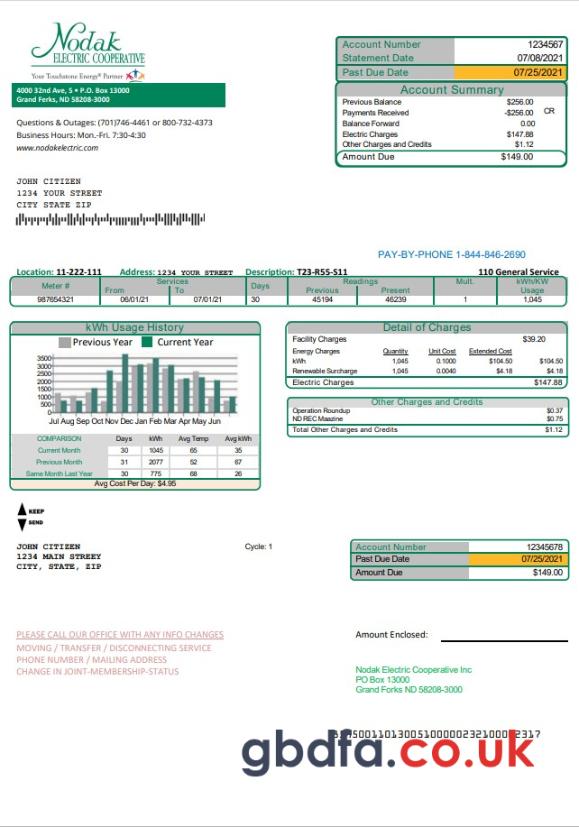 Nodak
ELECTRIC COOPERATIVE
Your Touchstone Energy® Partner
4000 32nd Ave, S • P.O. Box 13000
Grand Forks, ND 58208-3000
Questions & Outages: (701)746-4461 or 800-732-4373
Business Hours: Mon.-Fri. 7:30-4:30
www.nodakelectric.com
Account Number 1234567
Statement Date 07/08/2021
Past Due Date 07/25/2021
Account Summary
Previous Balance $256.00
Payments Received -$256.00 CR
Balance Forward 0.00
Electric Charges $147.88
Other Charges and Credits $1.12
Amount Due $149.00
JOHN CITIZEN
1234 YOUR STREET
CITY STATE ZIP
PAY-BY-PHONE 1-844-846-2690
Location: 11-222-111 Address: 1234 YOUR STREET Description: T23-R55-S11 110 General Service
Meter # Services Days Readings Mult. kWh/KW
From To Previous Present Usage
987654321 06/01/21 07/01/21 30 45194 46239 1 1,045
kWh Usage History
Previous Year Current Year
3500
3000
2500
2000
1500
1000
500
0
Jul Aug Sep Oct Nov Dec Jan Feb Mar Apr May Jun
COMPARISON Days kWh Avg Temp Avg kWh
Current Month 30 1045 65 35
Previous Month 31 2077 52 67
Same Month Last Year 30 775 68 26
Avg Cost Per Day: $4.95
Detail of Charges
Facility Charges $39.20
Energy Charges Quantity Unit Cost Extended Cost
kWh 1,045 0.1000 $104.50 $104.50
Renewable Surcharge 1,045 0.0040 $4.18 $4.18
Electric Charges $147.88
Other Charges and Credits
Operation Roundup $0.37
ND REC Maazine $0.75
Total Other Charges and Credits $1.12
KEEP
SEND
JOHN CITIZEN
1234 MAIN STREEY
CITY, STATE, ZIP
Cycle: 1
Account Number 12345678
Past Due Date 07/25/2021
Amount Due $149.00
PLEASE CALL OUR OFFICE WITH ANY INFO CHANGES
MOVING / TRANSFER / DISCONNECTING SERVICE
PHONE NUMBER / MAILING ADDRESS
CHANGE IN JOINT-MEMBERSHIP-STATUS
Amount Enclosed:
Nodak Electric Cooperative Inc
PO Box 13000
Grand Forks ND 58208-3000
gbdfa.co.uk